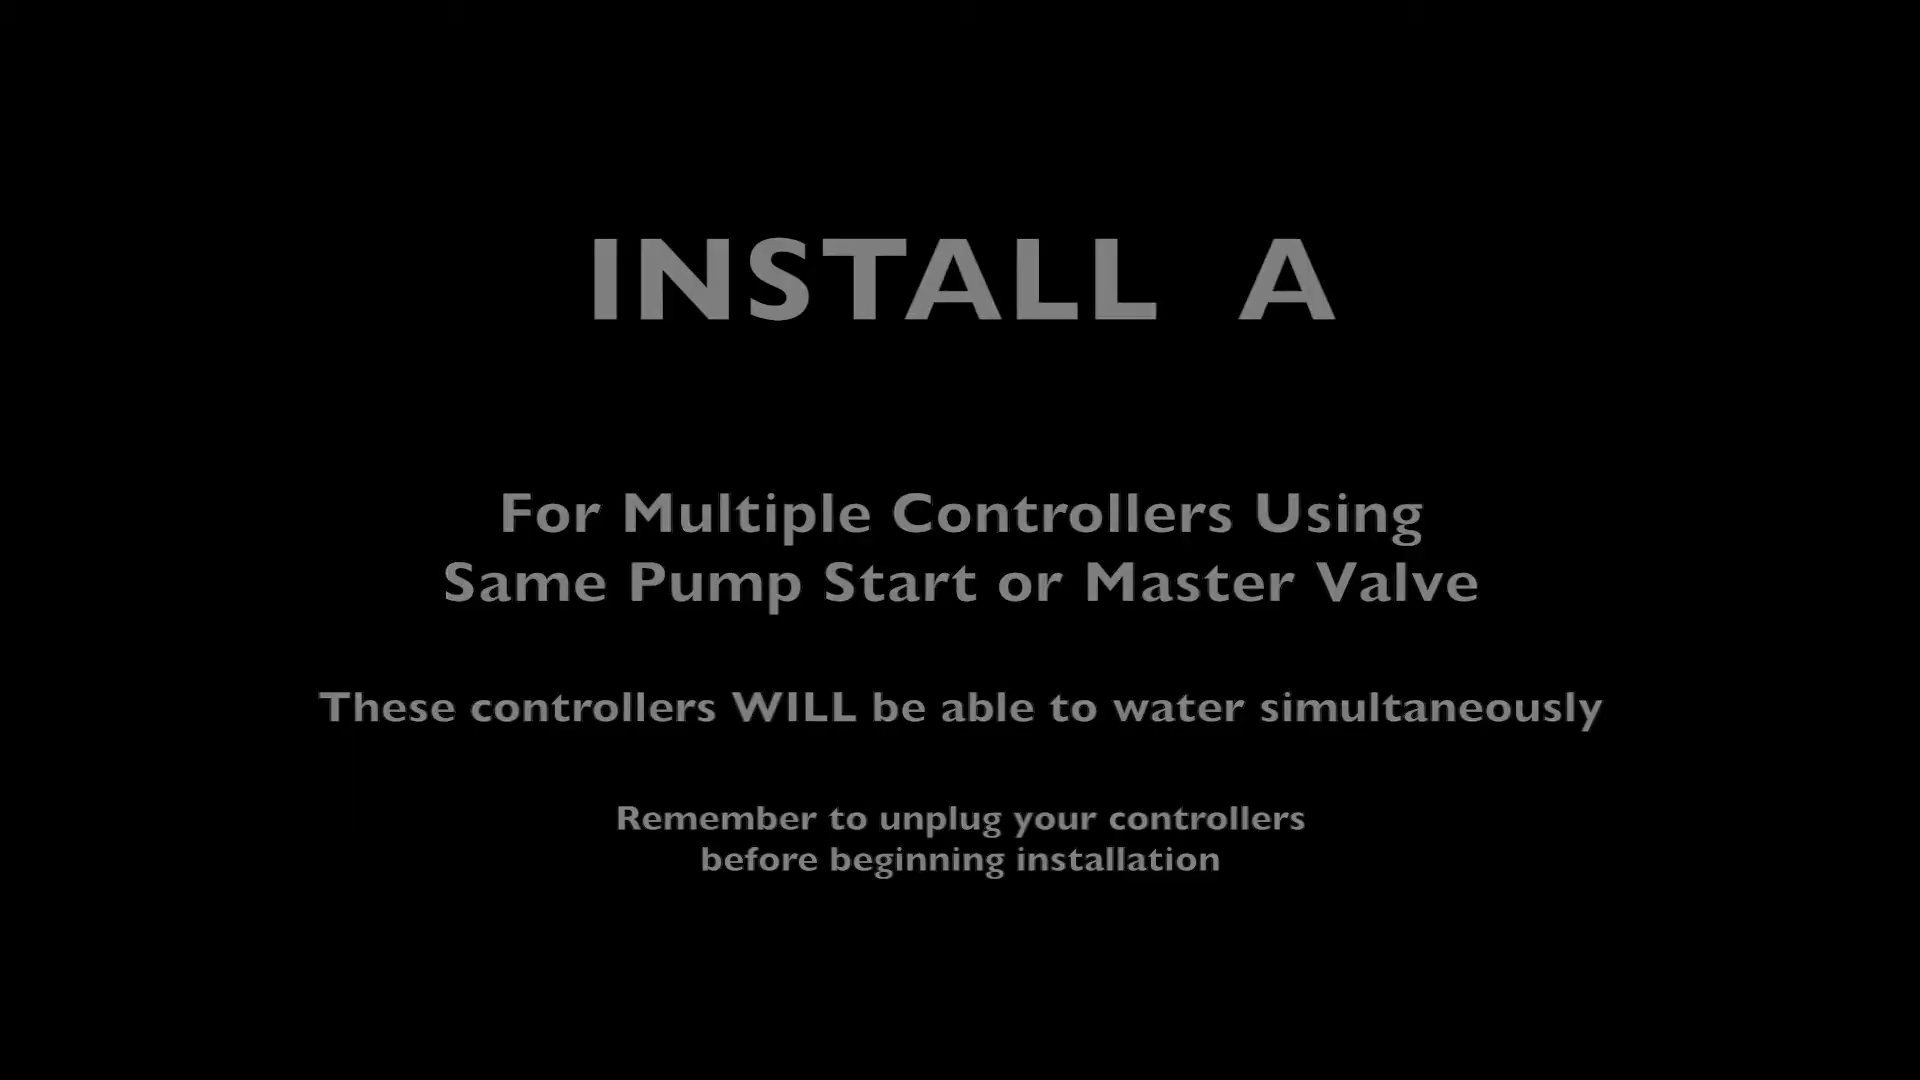 INSTALL A
For Multiple Controllers Using
Same Pump Start or Master Valve
These controllers WILL be able to water simultaneously
Remember to unplug your controllers
before beginning installation